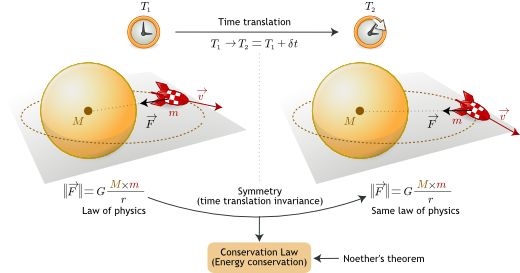 T₁
T₂
Time translation
T₁ → T₂ = T₁ + δt
M
F⃗
m
v⃗
M
F⃗
m
v⃗
‖F⃗‖ = G M×m / r
Law of physics
Symmetry
(time translation invariance)
‖F⃗‖ = G M×m / r
Same law of physics
Conservation Law
(Energy conservation)
Noether's theorem